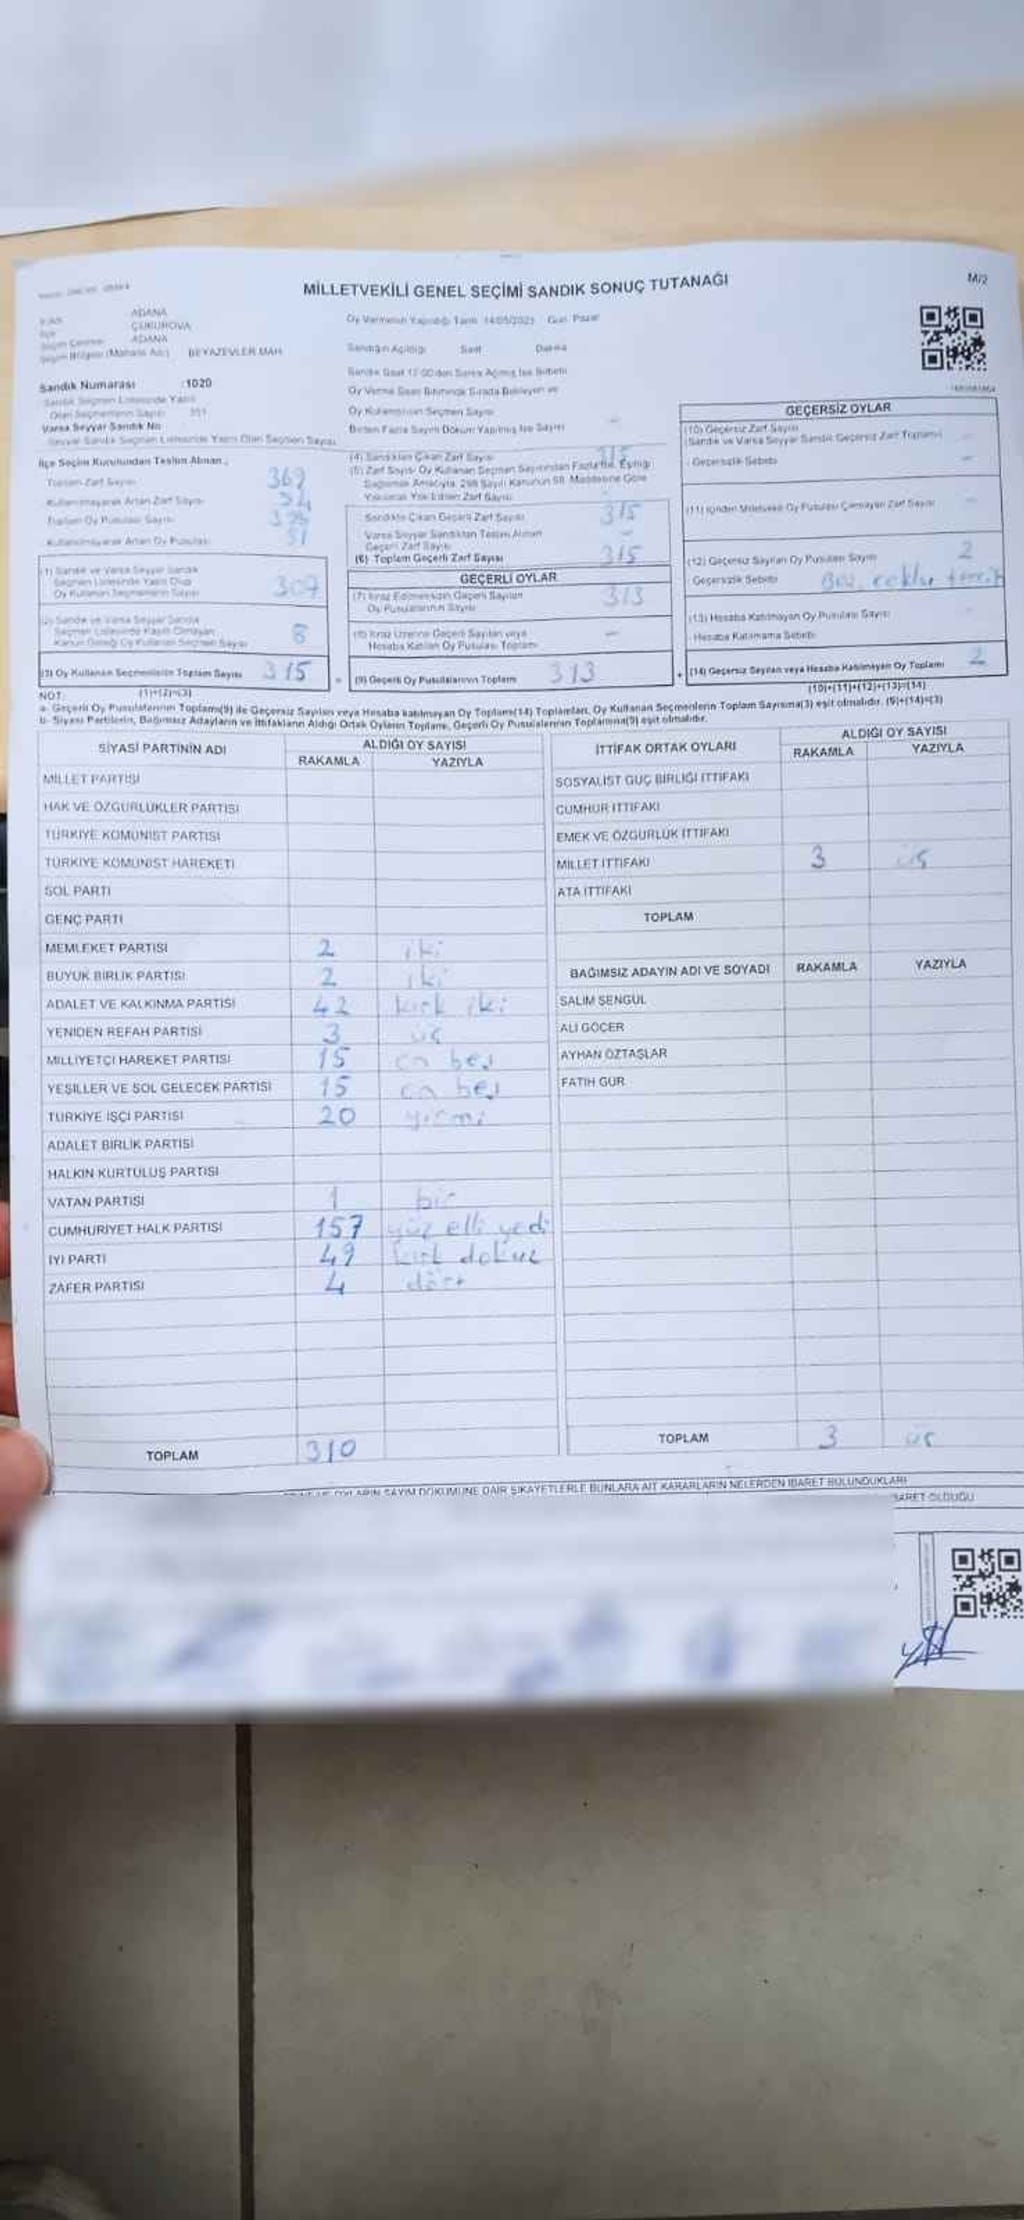 MİLLETVEKİLİ GENEL SEÇİMİ SANDIK SONUÇ TUTANAĞI
M/2
ADANA
ÇUKUROVA
ADANA
Seçim Bölgesi (Mahalle Adı) BEYAZEVLER MAH.
Oy Vermenin Yapıldığı Tarih 14/05/2023 Gün Pazar
Sandığın Açıldığı Saat Dakika
Sandık Numarası :1020
Sandık Seçmen Listesinde Yazılı
Olan Seçmenlerin Sayısı 351
Varsa Seyyar Sandık No
Seyyar Sandık Seçmen Listesinde Yazılı Olan Seçmen Sayısı
Oy Kullandırılan Seçmen Sayısı
Birden Fazla Sayım Döküm Yapılmış İse Sayısı -
İlçe Seçim Kurulundan Teslim Alınan
Toplam Zarf Sayısı 369
Kullanılmayarak Artan Zarf Sayısı
Toplam Oy Pusulası Sayısı
Kullanılmayarak Artan Oy Pusulası
(1) Sandık ve Varsa Seyyar Sandık
Seçmen Listesinde Yazılı Olup
Oy Kullanan Seçmenlerin Sayısı 307
(2) Sandık ve Varsa Seyyar Sandık
Seçmen Listesinde Kayıtlı Olmayan
Kanun Gereği Oy Kullanan Seçmen Sayısı 8
(3) Oy Kullanan Seçmenlerin Toplam Sayısı 315
(1)+(2)=(3)
(4) Sandıktan Çıkan Zarf Sayısı 315
(5) Zarf Sayısı Oy Kullanan Seçmen Sayısından Fazla ise, Eşitliği
Sağlamak Amacıyla, 298 Sayılı Kanunun 98. Maddesine Göre
Yakılarak Yok Edilen Zarf Sayısı -
Sandıkta Çıkan Geçerli Zarf Sayısı 315
Varsa Seyyar Sandıktan Teslim Alınan
Geçerli Zarf Sayısı -
(6) Toplam Geçerli Zarf Sayısı 315
GEÇERLİ OYLAR
(7) İtiraz Edilmeksizin Geçerli Sayılan
Oy Pusulalarının Sayısı 313
(8) İtiraz Üzerine Geçerli Sayılan veya
Hesaba Katılan Oy Pusulası Toplamı -
(9) Geçerli Oy Pusulalarının Toplamı 313
GEÇERSİZ OYLAR
(10) Geçersiz Zarf Sayısı
(Sandık ve Varsa Seyyar Sandık Geçersiz Zarf Toplamı) -
Geçersizlik Sebebi -
(11) İçinden Milletvekili Oy Pusulası Çıkmayan Zarf Sayısı -
(12) Geçersiz Sayılan Oy Pusulası Sayısı 2
Geçersizlik Sebebi
(13) Hesaba Katılmayan Oy Pusulası Sayısı -
Hesaba Katılmama Sebebi
(14) Geçersiz Sayılan veya Hesaba Katılmayan Oy Toplamı 2
(10)+(11)+(12)+(13)=(14)
NOT:
a- Geçerli Oy Pusulalarının Toplamı(9) ile Geçersiz Sayılan veya Hesaba katılmayan Oy Toplamı(14) Toplamları, Oy Kullanan Seçmenlerin Toplam Sayısına(3) eşit olmalıdır. (9)+(14)=(3)
b- Siyasi Partilerin, Bağımsız Adayların ve İttifakların Aldığı Ortak Oyların Toplamı, Geçerli Oy Pusulalarının Toplamına(9) eşit olmalıdır.
SİYASİ PARTİNİN ADI ALDIĞI OY SAYISI
RAKAMLA YAZIYLA
MİLLET PARTİSİ
HAK VE ÖZGÜRLÜKLER PARTİSİ
TÜRKİYE KOMÜNİST PARTİSİ
TÜRKİYE KOMÜNİST HAREKETİ
SOL PARTİ
GENÇ PARTİ
MEMLEKET PARTİSİ 2 iki
BÜYÜK BİRLİK PARTİSİ 2 iki
ADALET VE KALKINMA PARTİSİ 42 kırk iki
YENİDEN REFAH PARTİSİ 3 üç
MİLLİYETÇİ HAREKET PARTİSİ 15 on beş
YEŞİLLER VE SOL GELECEK PARTİSİ 15 on beş
TÜRKİYE İŞÇİ PARTİSİ 20 yirmi
ADALET BİRLİK PARTİSİ
HALKIN KURTULUŞ PARTİSİ
VATAN PARTİSİ 1 bir
CUMHURİYET HALK PARTİSİ 157 yüz elli yedi
İYİ PARTİ 49 kırk dokuz
ZAFER PARTİSİ 4 dört
TOPLAM 310
İTTİFAK ORTAK OYLARI ALDIĞI OY SAYISI
RAKAMLA YAZIYLA
SOSYALİST GÜÇ BİRLİĞİ İTTİFAKI
CUMHUR İTTİFAKI
EMEK VE ÖZGÜRLÜK İTTİFAKI
MİLLET İTTİFAKI 3 üç
ATA İTTİFAKI
TOPLAM
BAĞIMSIZ ADAYIN ADI VE SOYADI RAKAMLA YAZIYLA
SALİM ŞENGÜL
ALİ GÖÇER
AYHAN ÖZTAŞLAR
FATİH GÜR
TOPLAM 3 üç
SAYIM DÖKÜMÜNE DAİR ŞİKAYETLERLE BUNLARA AİT KARARLARIN NELERDEN İBARET BULUNDUKLARI
İBARET OLDUĞU